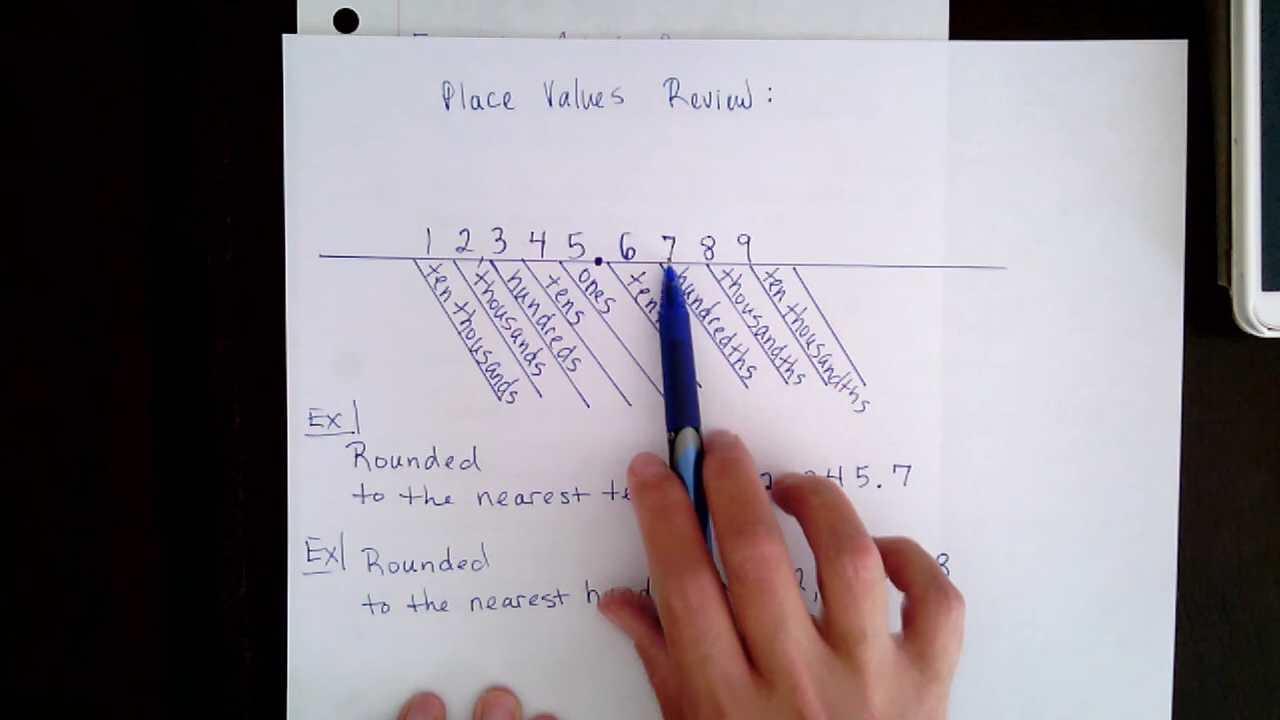 Place Values Review:
1 2 3 4 5 . 6 7 8 9
ten thousands thousands hundreds tens ones hundredths thousandths ten thousandths
Ex|
Rounded
to the nearest 45.7
Ex| Rounded
to the nearest